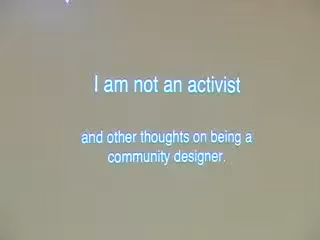 I am not an activist
and other thoughts on being a
community designer.